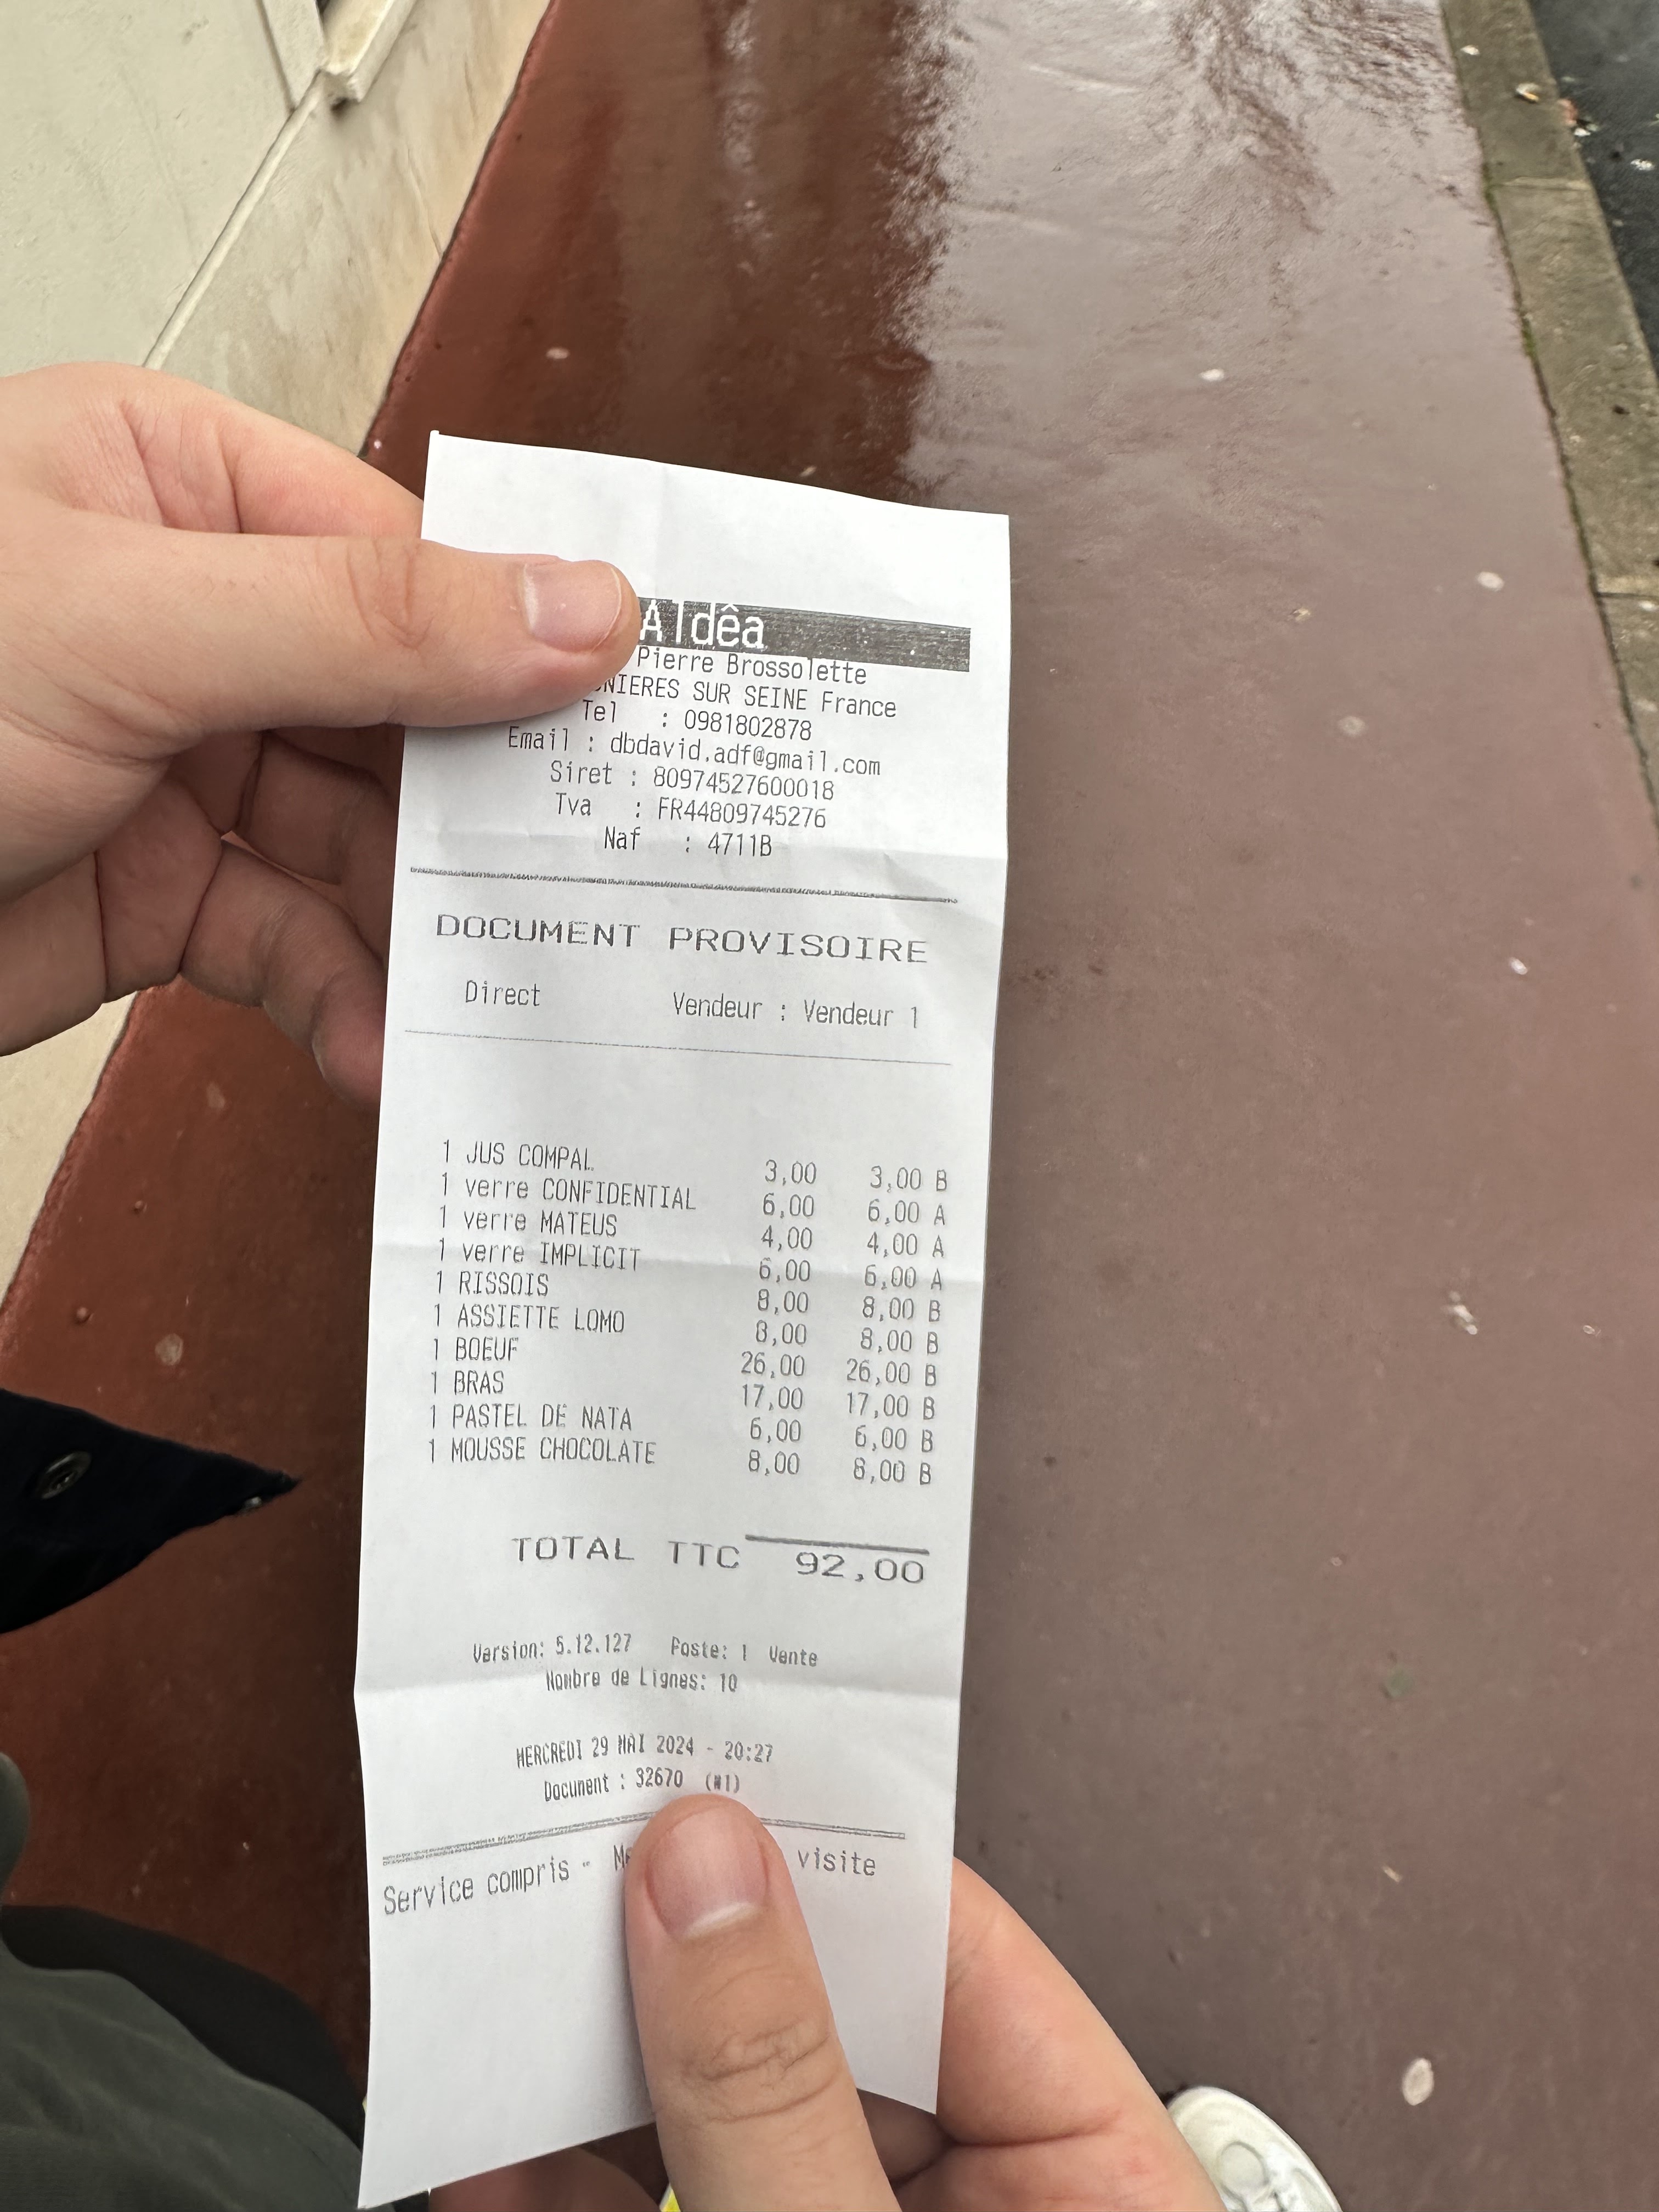 Aldêa
Pierre Brossolette
NIERES SUR SEINE France
Tel : 0981802878
Email : dbdavid.adf@gmail.com
Siret : 80974527600018
Tva : FR44809745276
Naf : 4711B
DOCUMENT PROVISOIRE
Direct Vendeur : Vendeur 1
1 JUS COMPAL 3,00 3,00 B
1 verre CONFIDENTIAL 6,00 6,00 A
1 verre MATEUS 4,00 4,00 A
1 verre IMPLICIT 6,00 6,00 A
1 RISSOIS 8,00 8,00 B
1 ASSIETTE LOMO 8,00 8,00 B
1 BOEUF 26,00 26,00 B
1 BRAS 17,00 17,00 B
1 PASTEL DE NATA 6,00 6,00 B
1 MOUSSE CHOCOLATE 8,00 8,00 B
TOTAL TTC 92,00
Version: 5.12.127 Poste: 1 Vente
Nombre de Lignes: 10
MERCREDI 29 MAI 2024 - 20:27
Document : 32670 (#1)
Service compris - visite